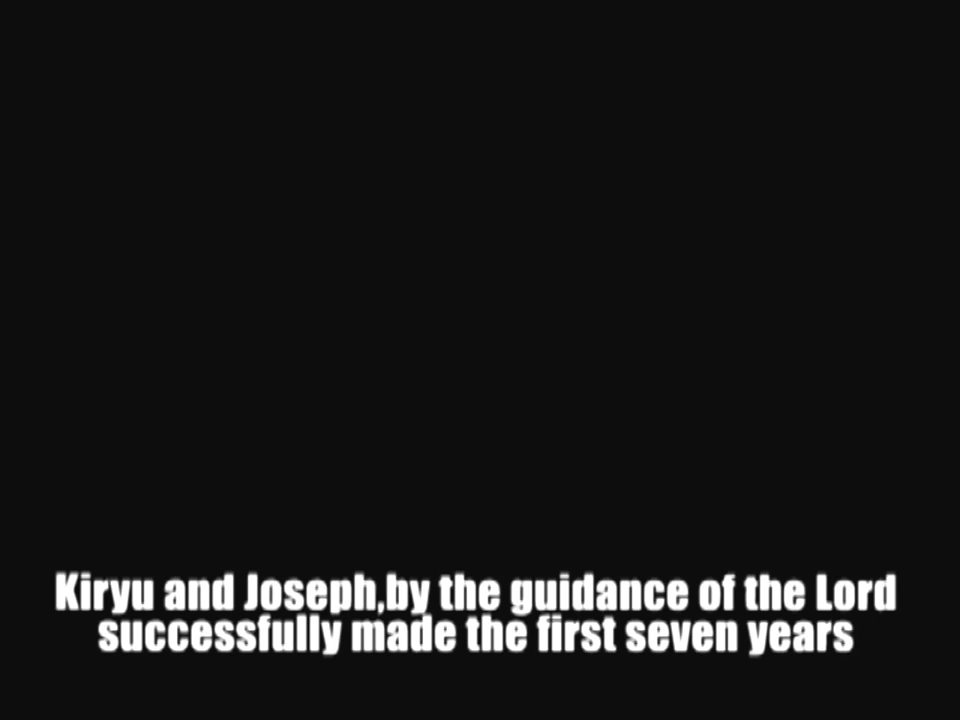 Kiryu and Joseph,by the guidance of the Lord
successfully made the first seven years